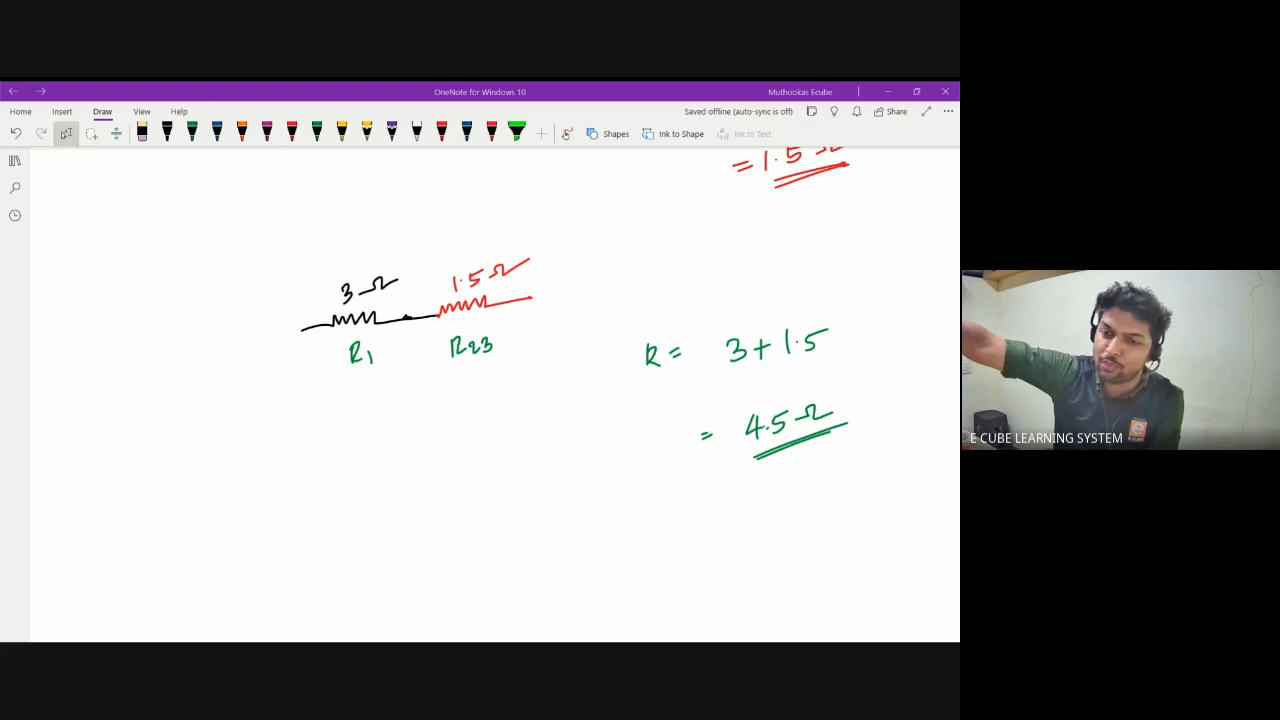 OneNote for Windows 10
Muthookas Ecube
Home Insert Draw View Help
Saved offline (auto-sync is off)
Share
Shapes
Ink to Shape
Ink to Text
= 1.5 Ω
3 Ω
1.5 Ω
R1
R23
R = 3 + 1.5
= 4.5 Ω
e
E CUBE LEARNING SYSTEM